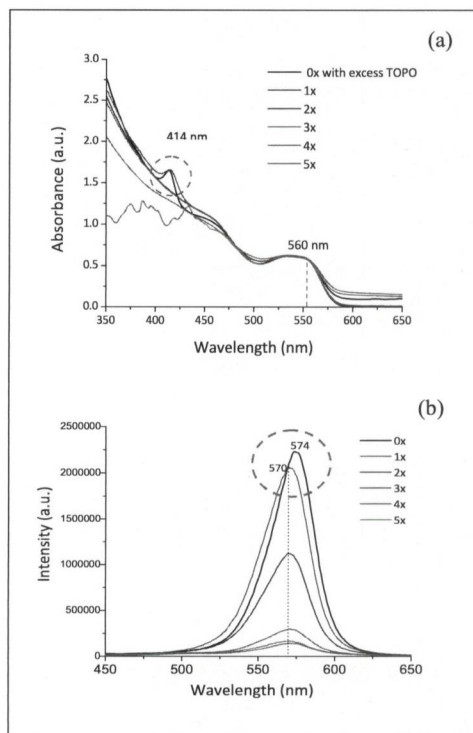 (a)
3.0
2.5
2.0
1.5
1.0
0.5
0.0
Absorbance (a.u.)
414 nm
0x with excess TOPO
1x
2x
3x
4x
5x
560 nm
350 400 450 500 550 600 650
Wavelength (nm)
(b)
2500000
2000000
1500000
1000000
500000
0
Intensity (a.u.)
574
570
0x
1x
2x
3x
4x
5x
450 500 550 600 650
Wavelength (nm)